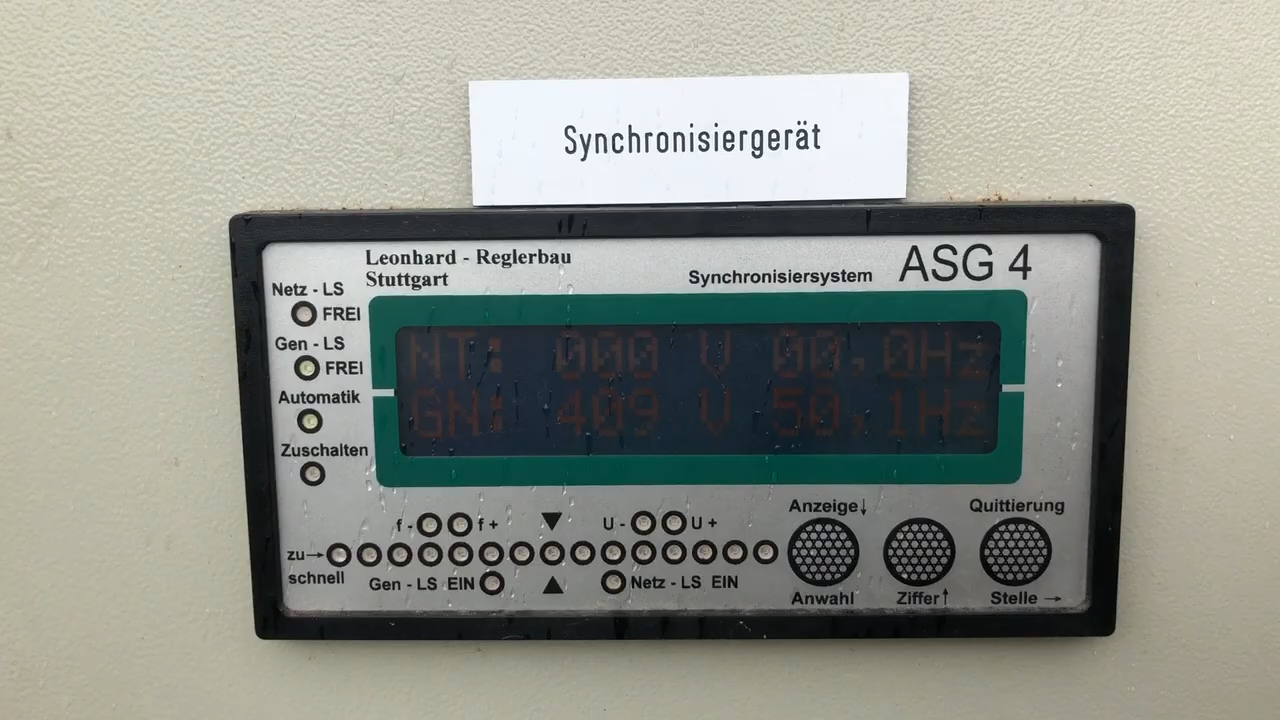 Synchronisiergerät
Leonhard - Reglerbau
Stuttgart
Synchronisiersystem
ASG 4
Netz - LS
FREI
Gen - LS
FREI
Automatik
Zuschalten
NT: 000 V 00,0Hz
GN: 409 V 50,1Hz
f - f +
U - U +
zu→
schnell
Gen - LS EIN
Netz - LS EIN
Anzeige↓
Quittierung
Anwahl
Ziffer↑
Stelle →